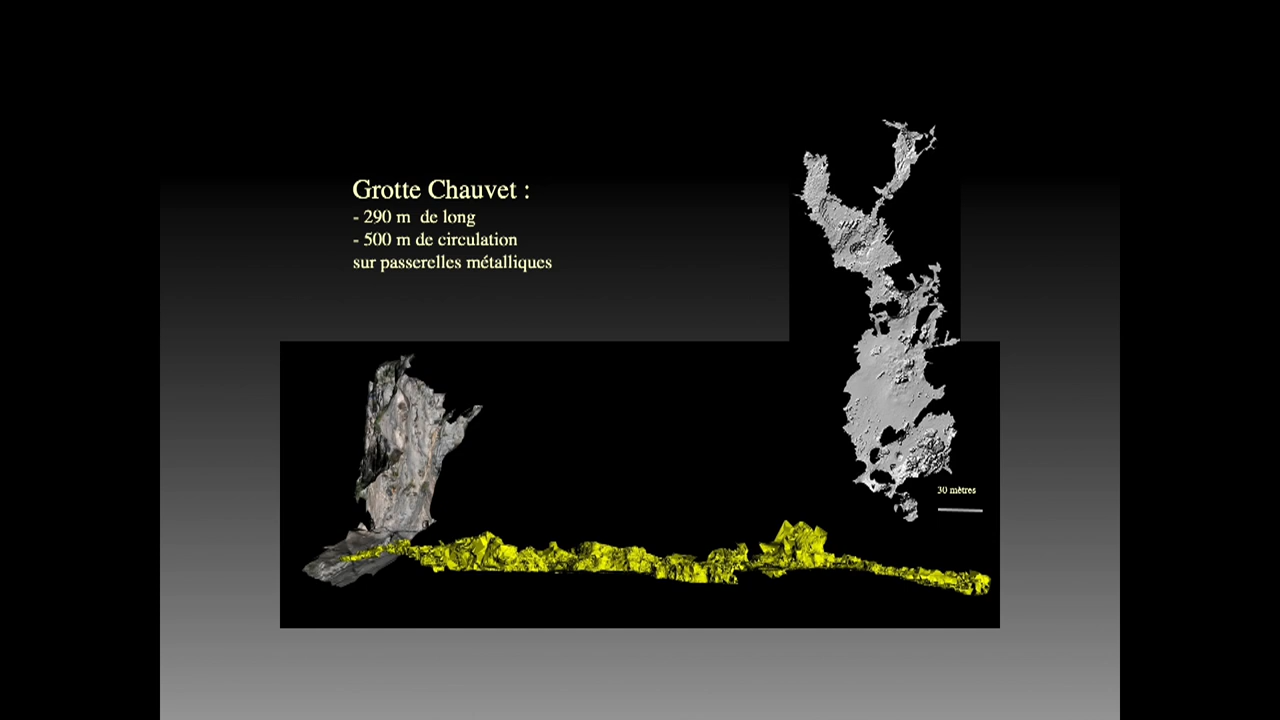 Grotte Chauvet :
- 290 m de long
- 500 m de circulation
sur passerelles métalliques
30 mètres